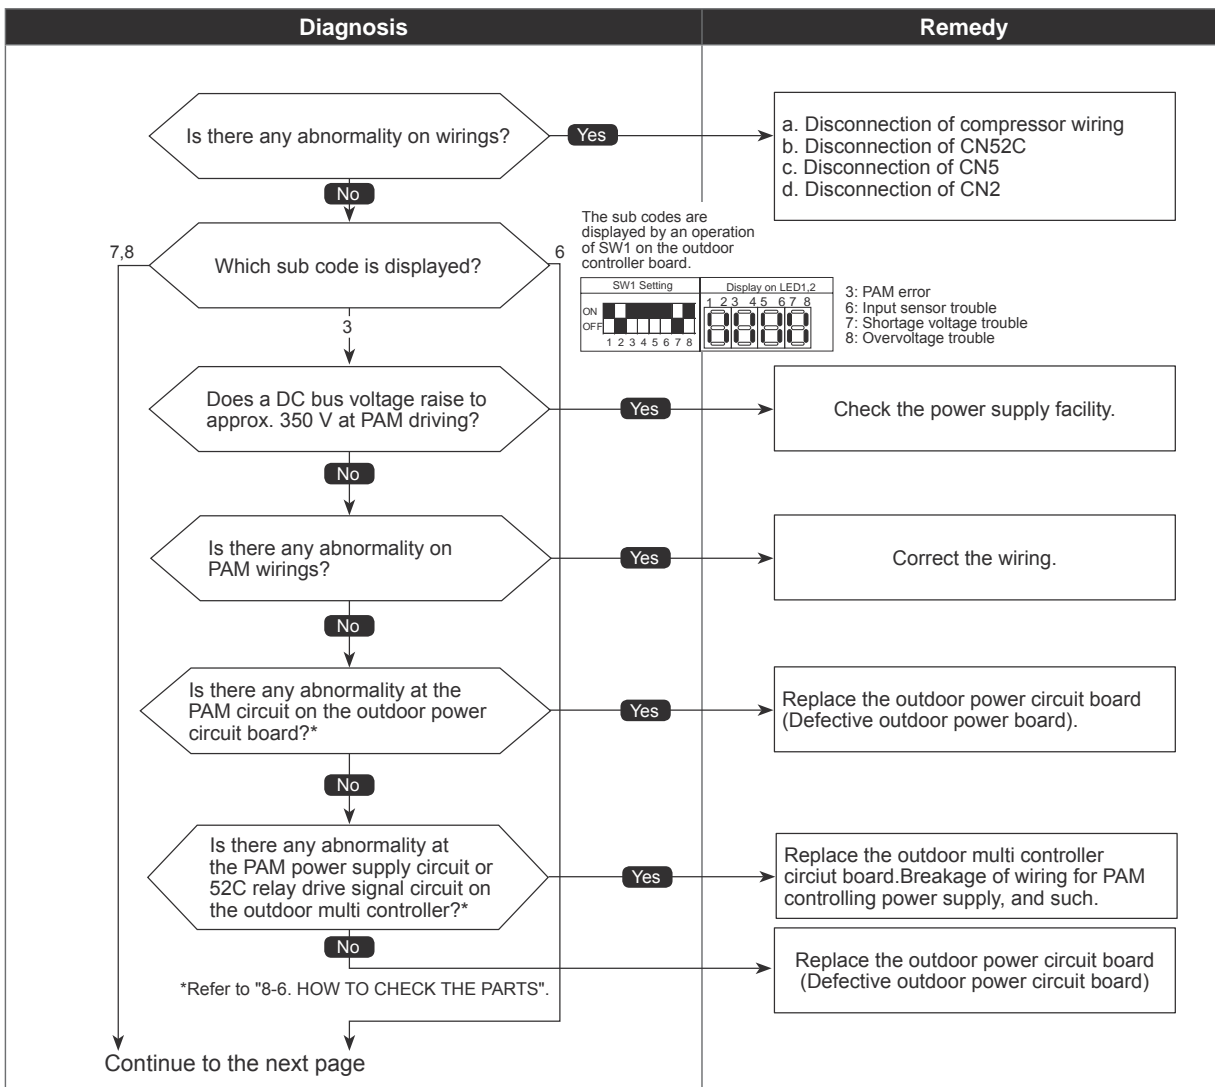 Diagnosis
Remedy
Is there any abnormality on wirings?
Yes
a. Disconnection of compressor wiring
b. Disconnection of CN52C
c. Disconnection of CN5
d. Disconnection of CN2
No
The sub codes are
displayed by an operation
of SW1 on the outdoor
controller board.
7,8
Which sub code is displayed?
6
SW1 Setting
ON
OFF
1 2 3 4 5 6 7 8
Display on LED1,2
1 2 3 4 5 6 7 8
3: PAM error
6: Input sensor trouble
7: Shortage voltage trouble
8: Overvoltage trouble
3
Does a DC bus voltage raise to
approx. 350 V at PAM driving?
Yes
Check the power supply facility.
No
Is there any abnormality on
PAM wirings?
Yes
Correct the wiring.
No
Is there any abnormality at the
PAM circuit on the outdoor power
circuit board?*
Yes
Replace the outdoor power circuit board
(Defective outdoor power board).
No
Is there any abnormality at
the PAM power supply circuit or
52C relay drive signal circuit on
the outdoor multi controller?*
Yes
Replace the outdoor multi controller
circiut board.Breakage of wiring for PAM
controlling power supply, and such.
No
Replace the outdoor power circuit board
(Defective outdoor power circuit board)
*Refer to "8-6. HOW TO CHECK THE PARTS".
Continue to the next page